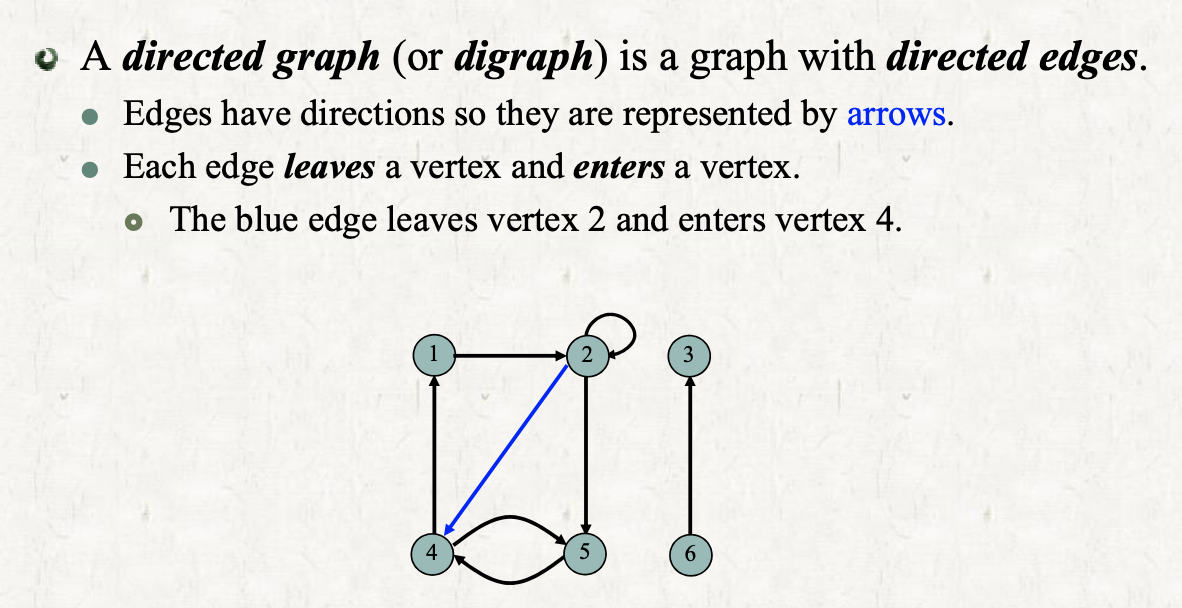 A directed graph (or digraph) is a graph with directed edges.
Edges have directions so they are represented by arrows.
Each edge leaves a vertex and enters a vertex.
The blue edge leaves vertex 2 and enters vertex 4.
1 2 3
4 5 6